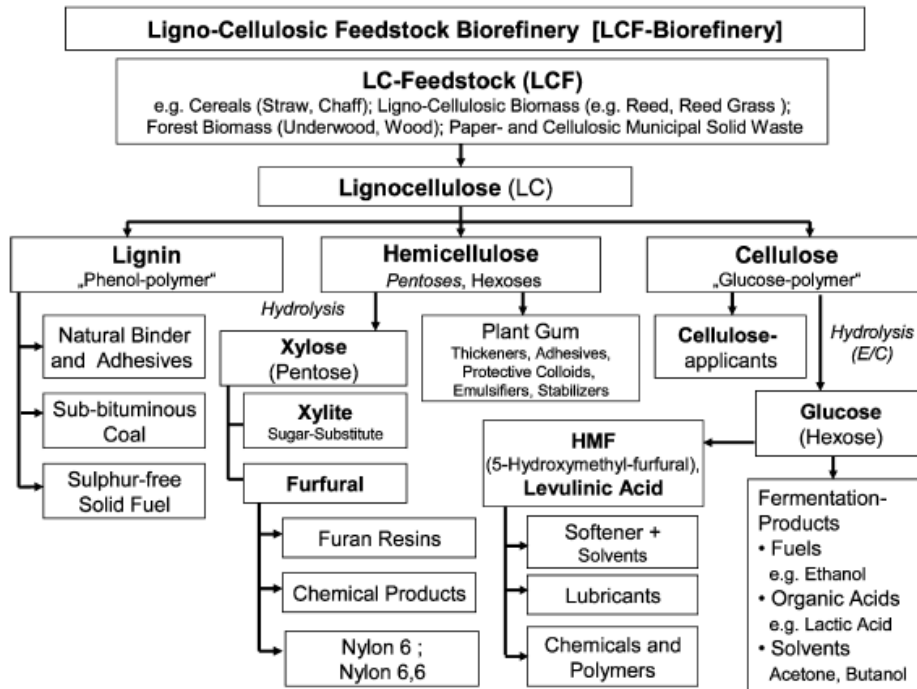 Ligno-Cellulosic Feedstock Biorefinery [LCF-Biorefinery]
LC-Feedstock (LCF)
e.g. Cereals (Straw, Chaff); Ligno-Cellulosic Biomass (e.g. Reed, Reed Grass );
Forest Biomass (Underwood, Wood); Paper- and Cellulosic Municipal Solid Waste
Lignocellulose (LC)
Lignin
„Phenol-polymer“
Hemicellulose
Pentoses, Hexoses
Cellulose
„Glucose-polymer“
Natural Binder
and Adhesives
Sub-bituminous
Coal
Sulphur-free
Solid Fuel
Hydrolysis
Xylose
(Pentose)
Xylite
Sugar-Substitute
Furfural
Furan Resins
Chemical Products
Nylon 6 ;
Nylon 6,6
Plant Gum
Thickeners, Adhesives,
Protective Colloids,
Emulsifiers, Stabilizers
Cellulose-
applicants
Hydrolysis
(E/C)
Glucose
(Hexose)
HMF
(5-Hydroxymethyl-furfural),
Levulinic Acid
Softener +
Solvents
Lubricants
Chemicals and
Polymers
Fermentation-
Products
• Fuels
e.g. Ethanol
• Organic Acids
e.g. Lactic Acid
• Solvents
Acetone, Butanol